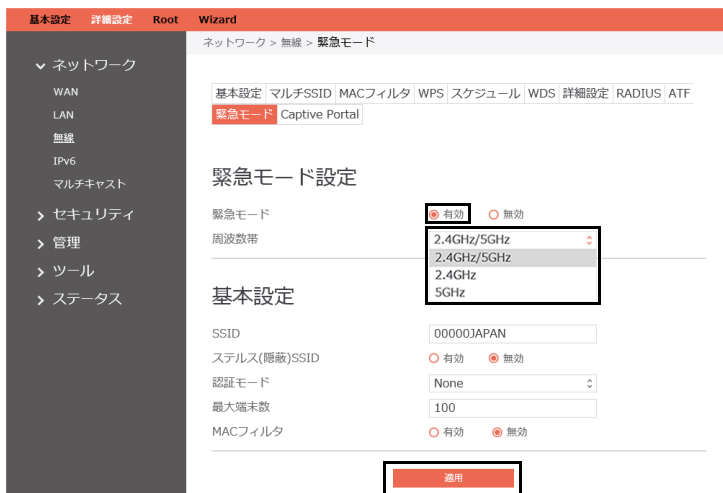 基本設定 詳細設定 Root Wizard
ネットワーク > 無線 > 緊急モード
ネットワーク
WAN
LAN
無線
IPv6
マルチキャスト
セキュリティ
管理
ツール
ステータス
基本設定 マルチSSID MACフィルタ WPS スケジュール WDS 詳細設定 RADIUS ATF
緊急モード Captive Portal
緊急モード設定
緊急モード 有効 無効
周波数帯 2.4GHz/5GHz
2.4GHz/5GHz
2.4GHz
5GHz
基本設定
SSID 00000JAPAN
ステルス(隠蔽)SSID 有効 無効
認証モード None
最大端末数 100
MACフィルタ 有効 無効
適用